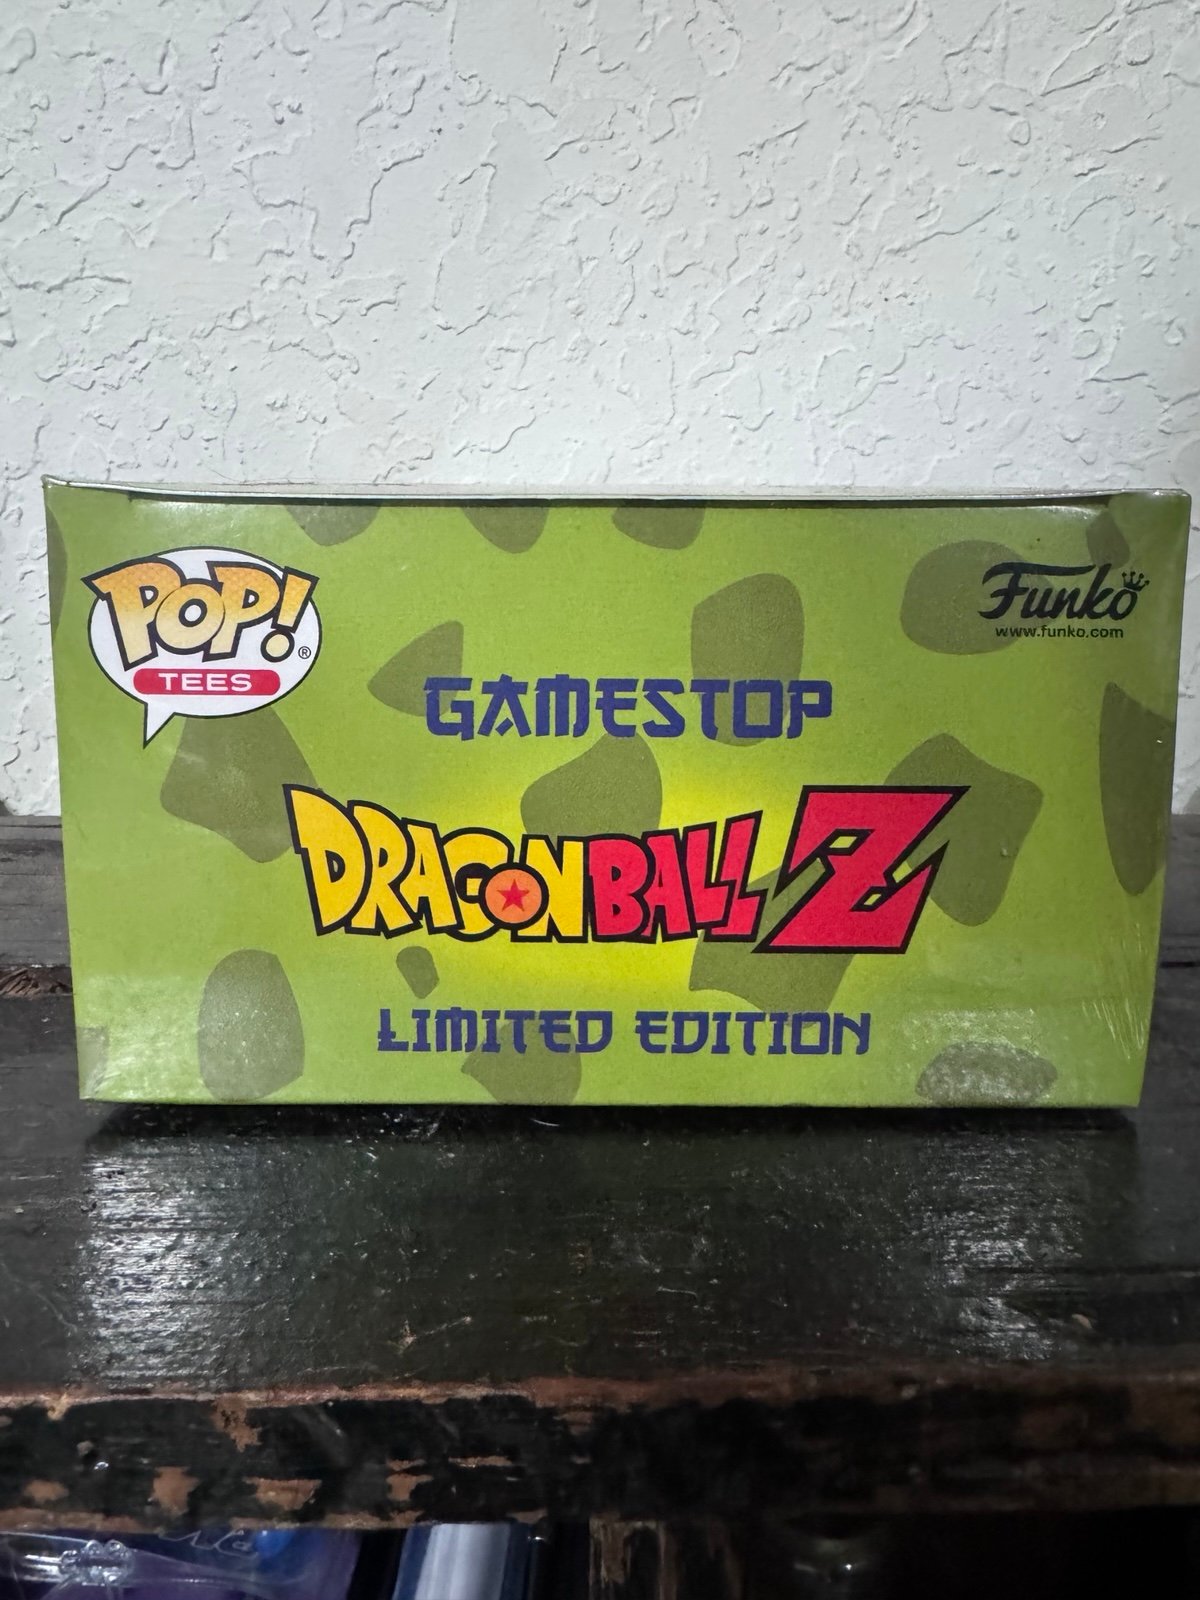 POP!®
TEES
Funko
www.funko.com
GAMESTOP
DRAGONBALL Z
LIMITED EDITION